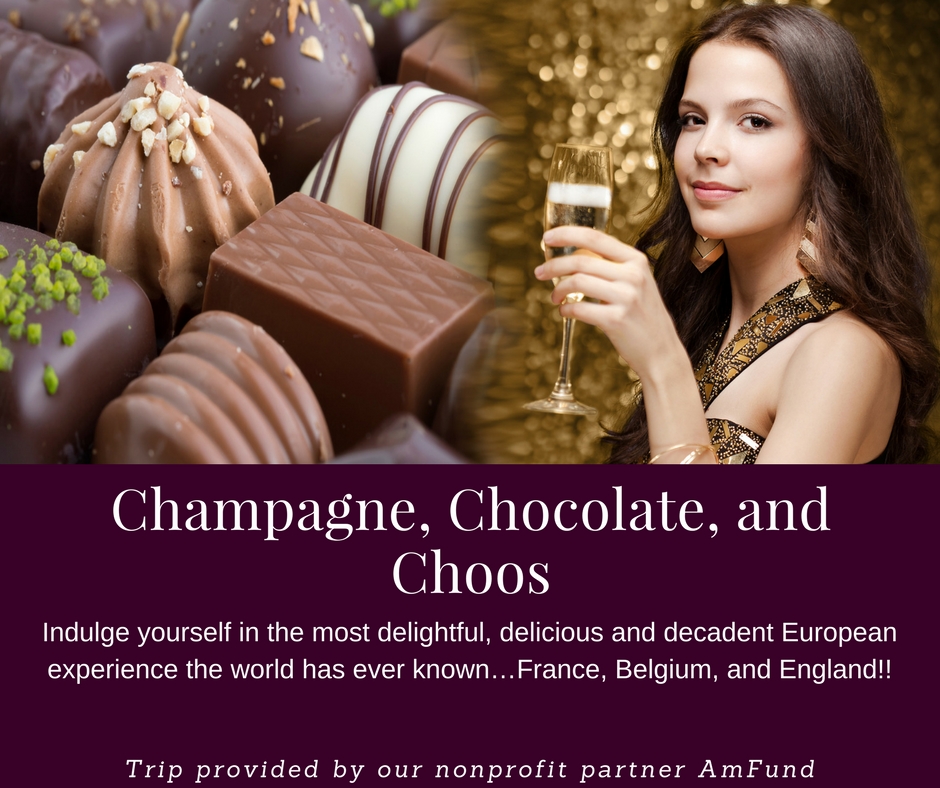 Champagne, Chocolate, and
Choos
Indulge yourself in the most delightful, delicious and decadent European
experience the world has ever known…France, Belgium, and England!!
Trip provided by our nonprofit partner AmFund